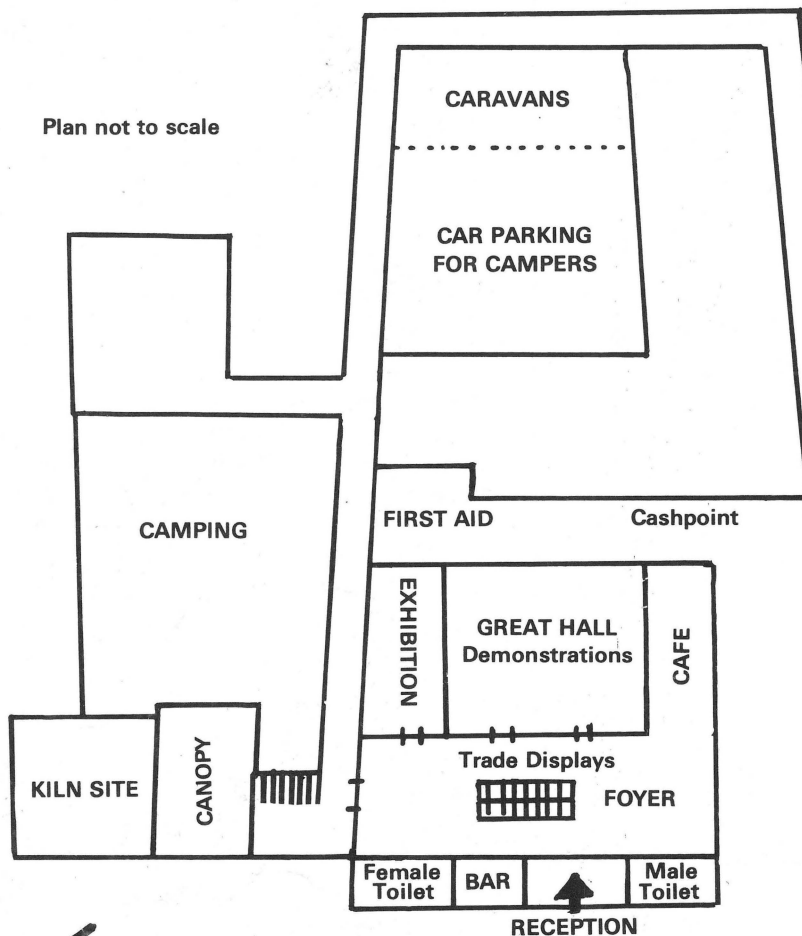 CARAVANS
Plan not to scale
CAR PARKING
FOR CAMPERS
CAMPING
FIRST AID
Cashpoint
EXHIBITION
GREAT HALL
Demonstrations
CAFE
KILN SITE
CANOPY
Trade Displays
FOYER
Female
Toilet
BAR
Male
Toilet
RECEPTION